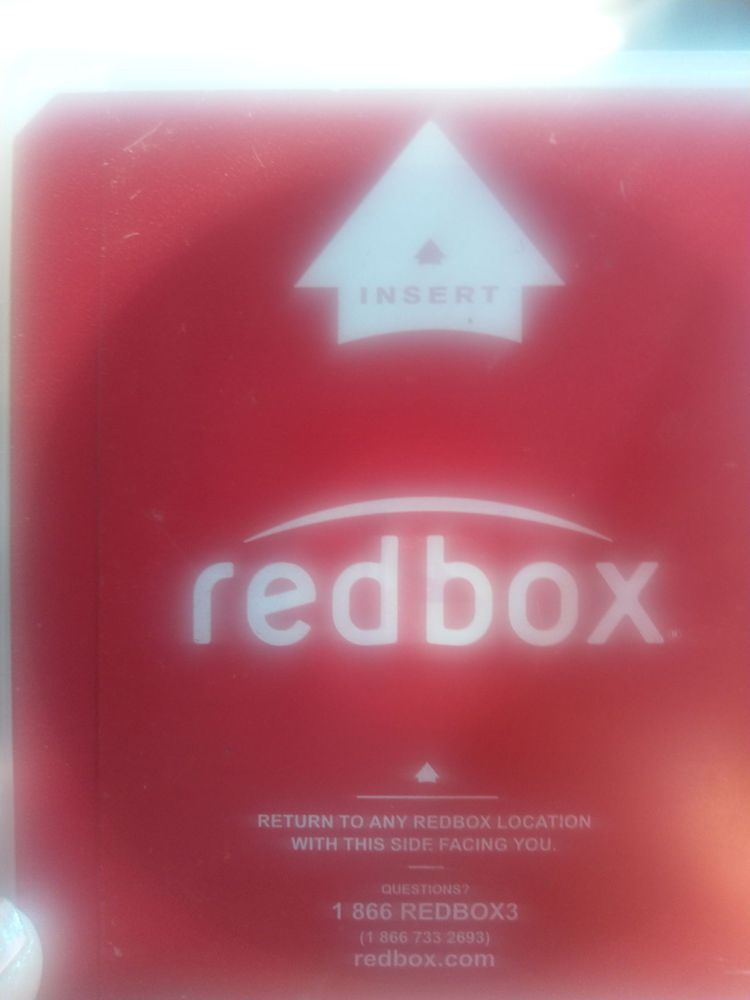 INSERT
redbox
RETURN TO ANY REDBOX LOCATION
WITH THIS SIDE FACING YOU.
QUESTIONS?
1 866 REDBOX3
(1 866 733 2693)
redbox.com